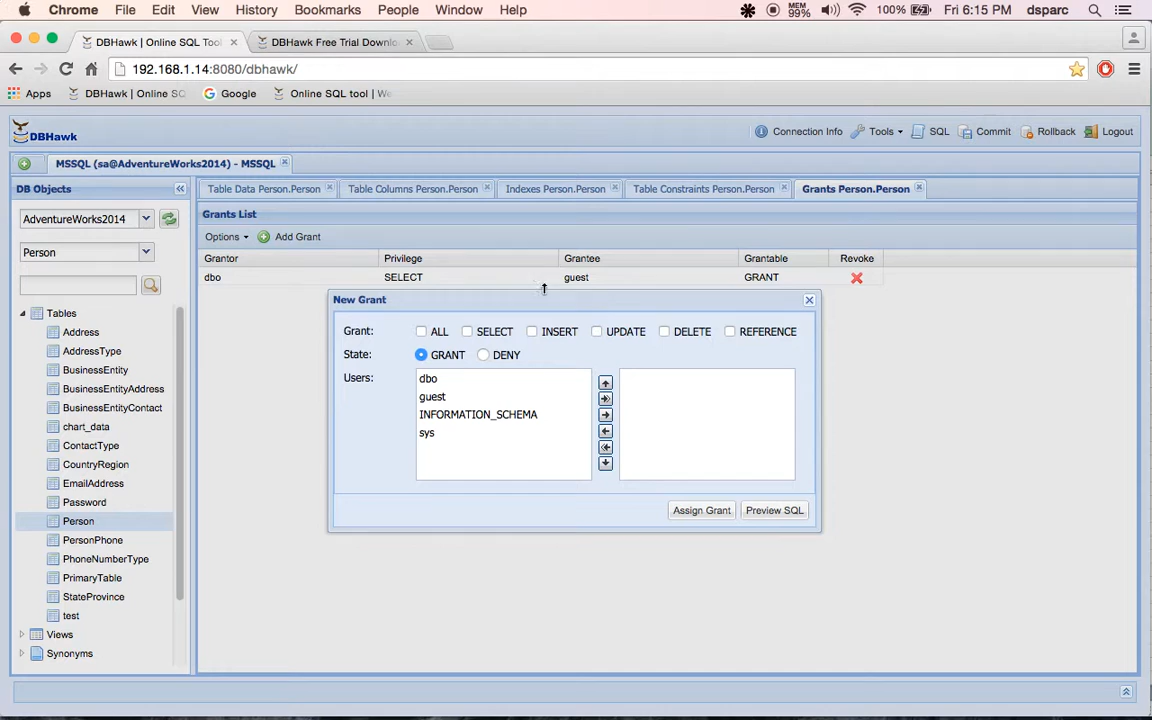 Chrome File Edit View History Bookmarks People Window Help MEM 99% 100% Fri 6:15 PM dsparc
DBHawk | Online SQL Tool DBHawk Free Trial Downlo
192.168.1.14:8080/dbhawk/
Apps DBHawk | Online SQ Google Online SQL tool | We
DBHawk Connection Info Tools SQL Commit Rollback Logout
MSSQL (sa@AdventureWorks2014) - MSSQL
DB Objects Table Data Person.Person Table Columns Person.Person Indexes Person.Person Table Constraints Person.Person Grants Person.Person
AdventureWorks2014
Person
Grants List
Options Add Grant
Grantor Privilege Grantee Grantable Revoke
dbo SELECT guest GRANT
New Grant
Grant: ALL SELECT INSERT UPDATE DELETE REFERENCE
State: GRANT DENY
Users: dbo
guest
INFORMATION_SCHEMA
sys
Assign Grant Preview SQL
Tables
Address
AddressType
BusinessEntity
BusinessEntityAddress
BusinessEntityContact
chart_data
ContactType
CountryRegion
EmailAddress
Password
Person
PersonPhone
PhoneNumberType
PrimaryTable
StateProvince
test
Views
Synonyms